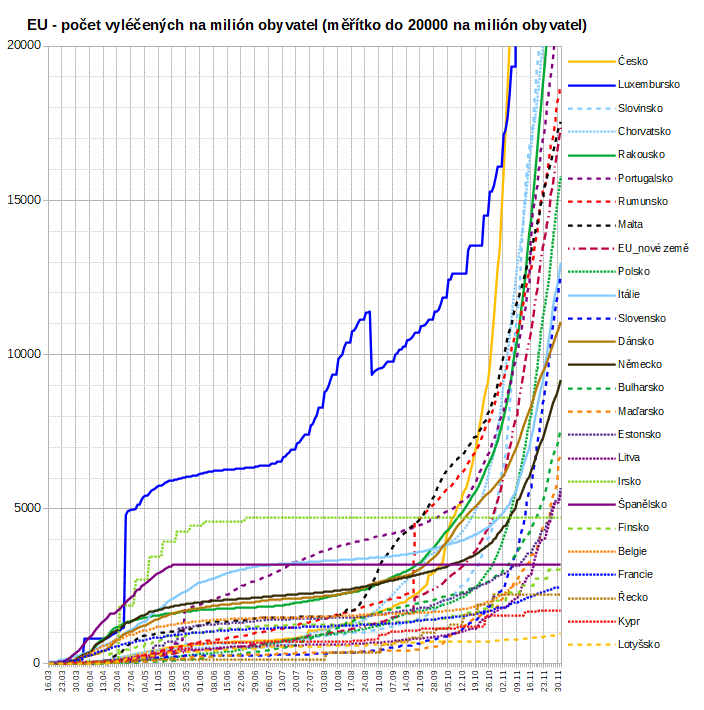 EU - počet vyléčených na milión obyvatel (měřítko do 20000 na milión obyvatel)
20000
15000
10000
5000
0
Česko
Luxembursko
Slovinsko
Chorvatsko
Rakousko
Portugalsko
Rumunsko
Malta
EU_nové země
Polsko
Itálie
Slovensko
Dánsko
Německo
Bulharsko
Maďarsko
Estonsko
Litva
Irsko
Španělsko
Finsko
Belgie
Francie
Řecko
Kypr
Lotyšsko
16.03
23.03
30.03
06.04
13.04
20.04
27.04
04.05
11.05
18.05
25.05
01.06
08.06
15.06
22.06
29.06
06.07
13.07
20.07
27.07
03.08
10.08
17.08
24.08
31.08
07.09
14.09
21.09
28.09
05.10
12.10
19.10
26.10
02.11
09.11
16.11
23.11
30.11